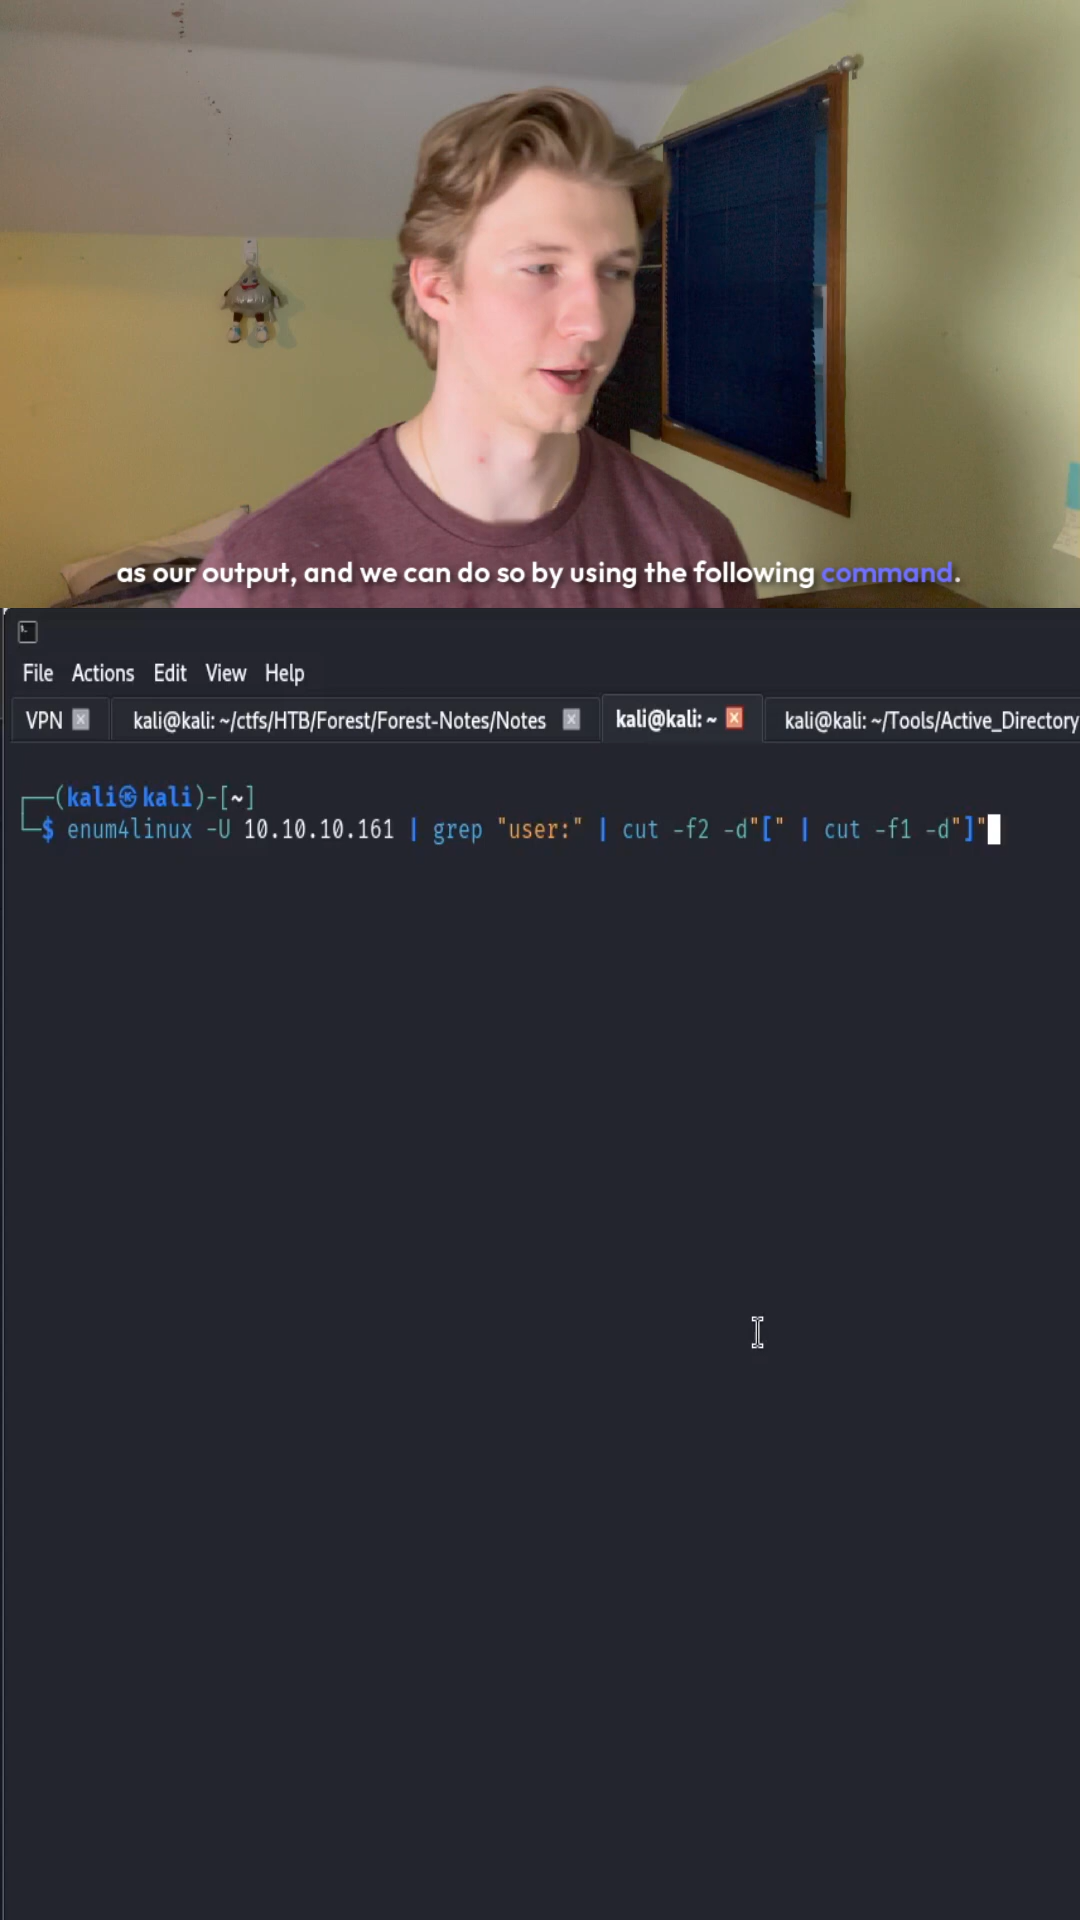 as our output, and we can do so by using the following command.
File Actions Edit View Help
VPN kali@kali: ~/ctfs/HTB/Forest/Forest-Notes/Notes kali@kali: ~ kali@kali: ~/Tools/Active_Directory
┌──(kali㉿kali)-[~]
└─$ enum4linux -U 10.10.10.161 | grep "user:" | cut -f2 -d"[" | cut -f1 -d"]"